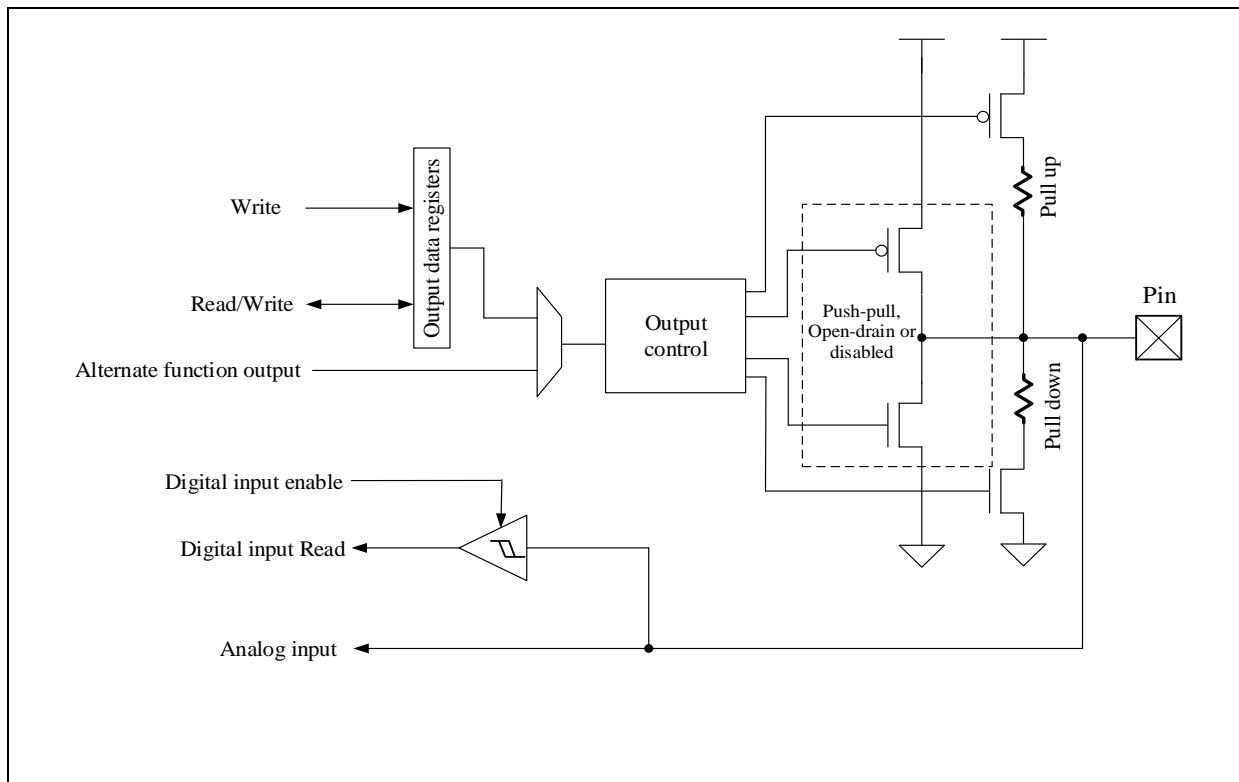 Write
Read/Write
Output data registers
Alternate function output
Output
control
Push-pull,
Open-drain or
disabled
Pull up
Pull down
Pin
Digital input enable
Digital input Read
Analog input